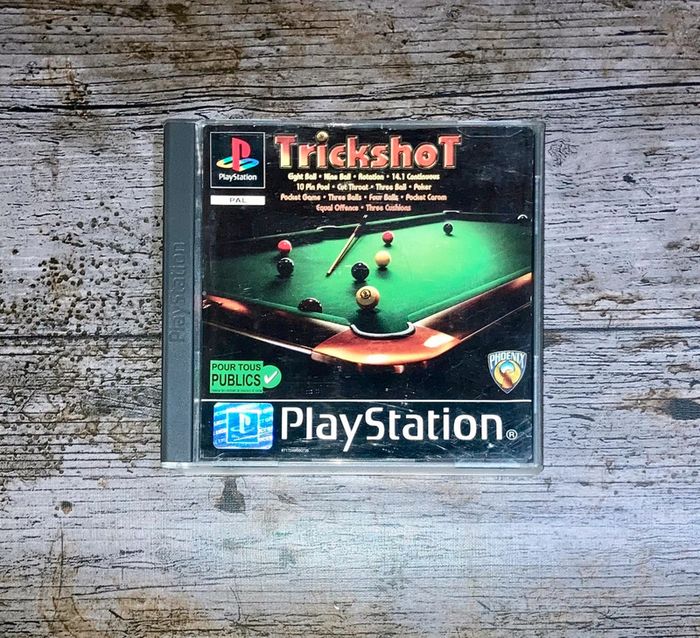 PlayStation
PAL
TrickshoT
Eight Ball • Nine Ball • Rotation • 14.1 Continuous
10 Pin Pool • Cut Throat • Three Ball • Poker
Pocket Game • Three Balls • Four Balls • Pocket Carom
Equal Offence • Three Cushions
PlayStation
PHOENIX
POUR TOUS
PUBLICS
PlayStation®